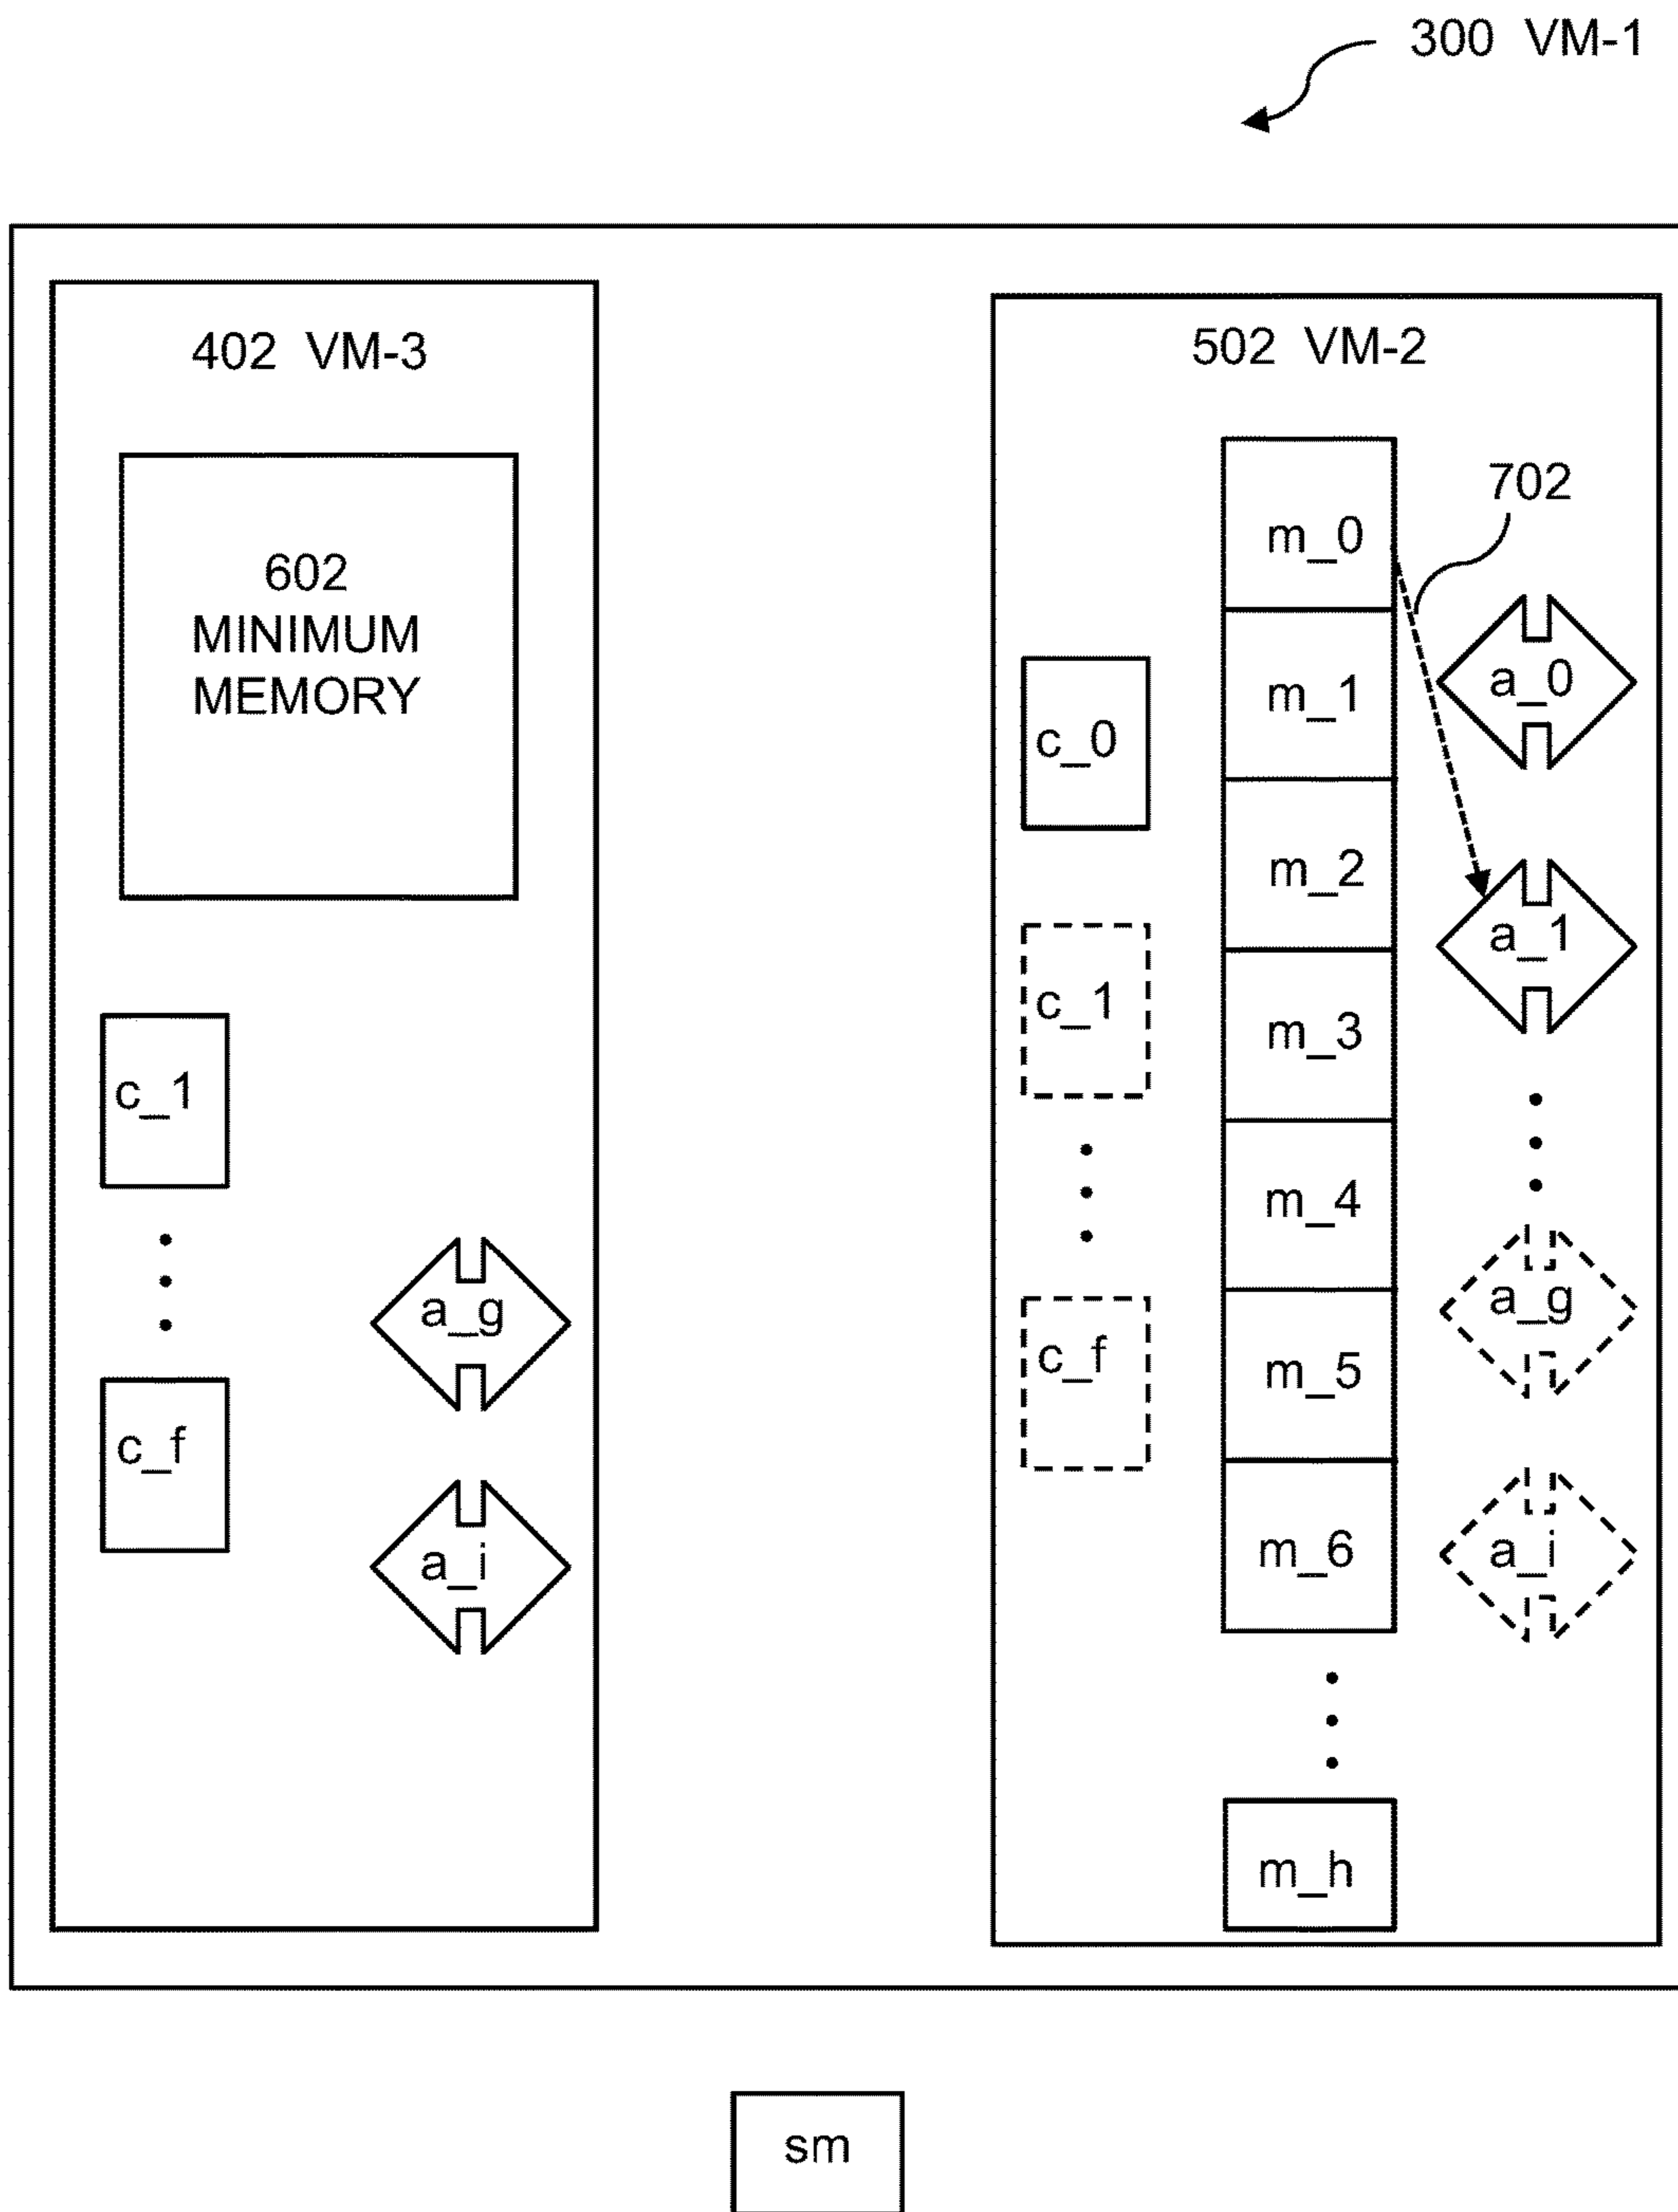 300 VM-1
402 VM-3
602
MINIMUM
MEMORY
c_1
a_g
c_f
a_i
502 VM-2
702
m_0
a_0
m_1
c_0
m_2
a_1
c_1
m_3
m_4
a_g
c_f
m_5
m_6
a_i
m_h
sm